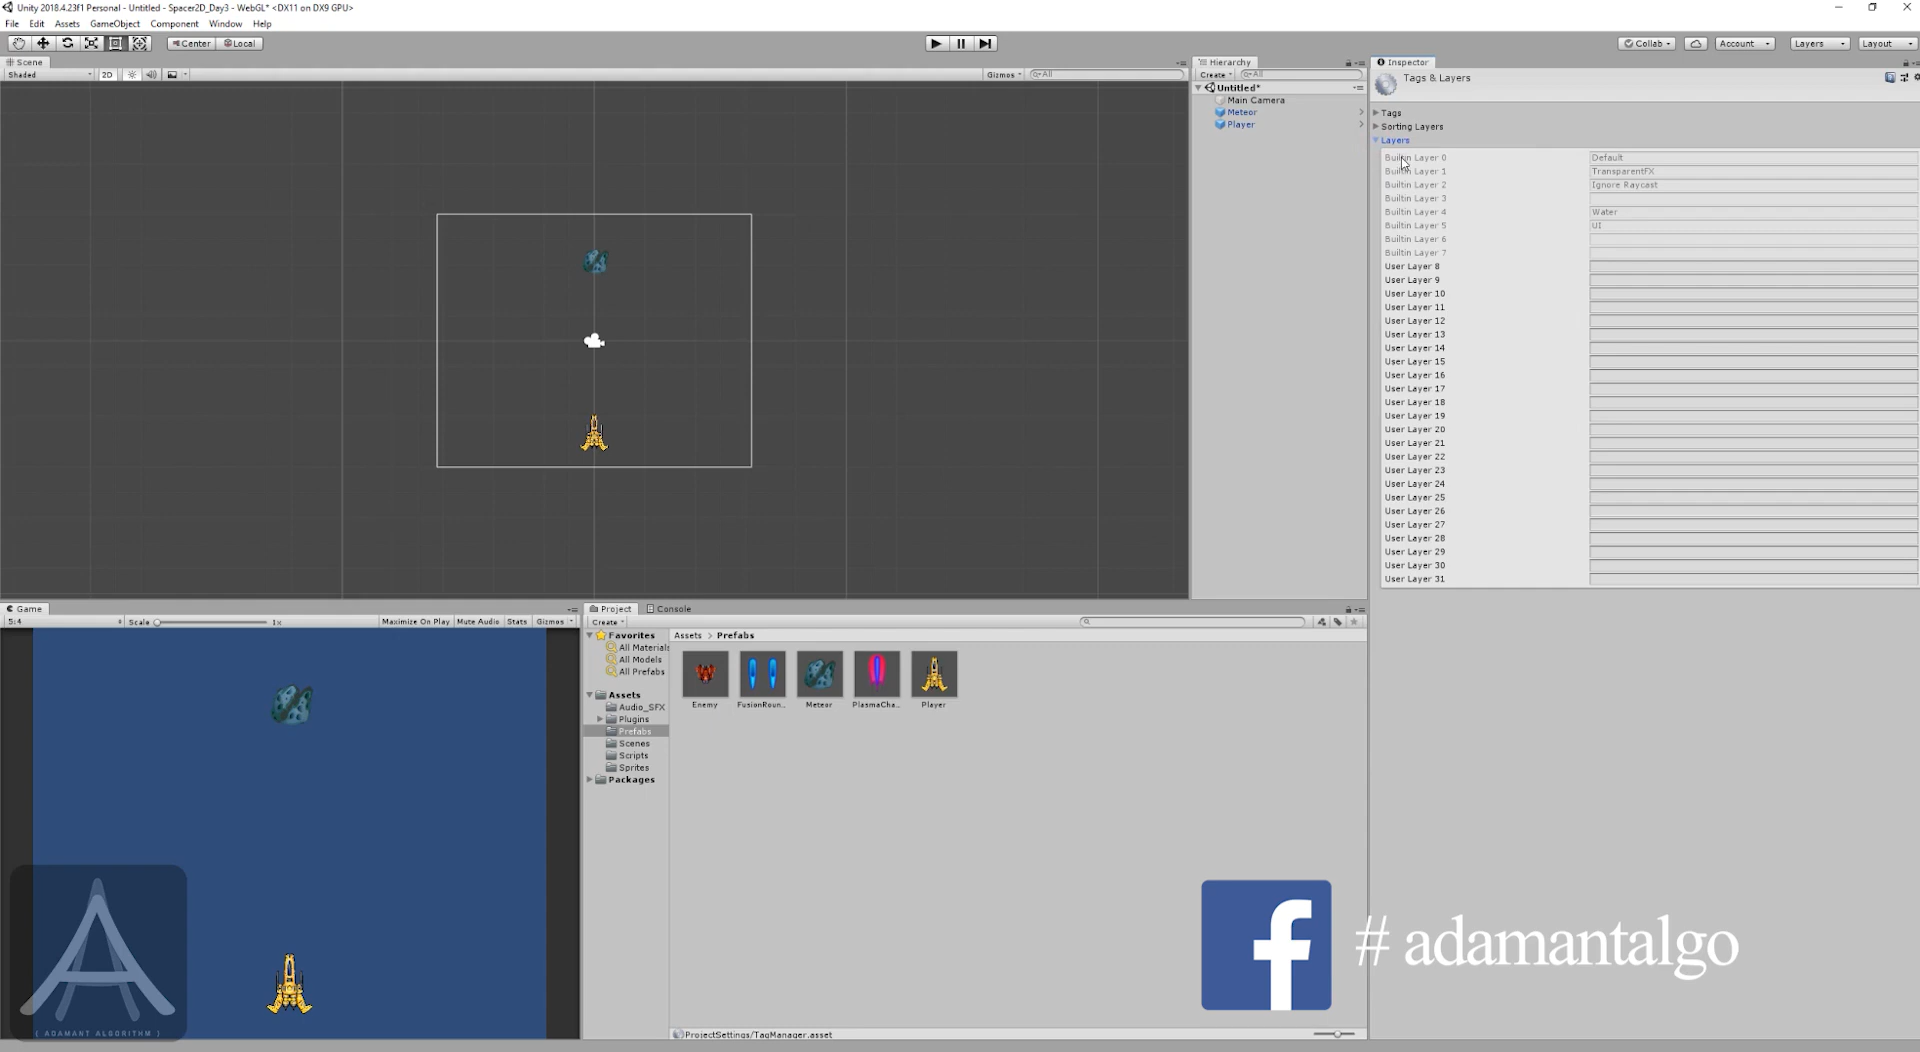 Unity 2018.4.23f1 Personal - Untitled - Spacer2D_Day3 - WebGL* <DX11 on DX9 GPU>
File Edit Assets GameObject Component Window Help
Center Local
Collab Account Layers Layout
Scene
Shaded 2D Gizmos All
Hierarchy
Create All
Untitled*
Main Camera
Meteor
Player
Inspector
Tags & Layers
Tags
Sorting Layers
Layers
Builtin Layer 0 Default
Builtin Layer 1 TransparentFX
Builtin Layer 2 Ignore Raycast
Builtin Layer 3
Builtin Layer 4 Water
Builtin Layer 5 UI
Builtin Layer 6
Builtin Layer 7
User Layer 8
User Layer 9
User Layer 10
User Layer 11
User Layer 12
User Layer 13
User Layer 14
User Layer 15
User Layer 16
User Layer 17
User Layer 18
User Layer 19
User Layer 20
User Layer 21
User Layer 22
User Layer 23
User Layer 24
User Layer 25
User Layer 26
User Layer 27
User Layer 28
User Layer 29
User Layer 30
User Layer 31
Game
5:4 Scale 1x Maximize On Play Mute Audio Stats Gizmos
Project Console
Create
Favorites
All Materials
All Models
All Prefabs
Assets
Audio_SFX
Plugins
Prefabs
Scenes
Scripts
Sprites
Packages
Assets > Prefabs
Enemy FusionRoun... Meteor PlasmaCha... Player
ProjectSettings/TagManager.asset
( ADAMANT ALGORITHM )
f # adamantalgo